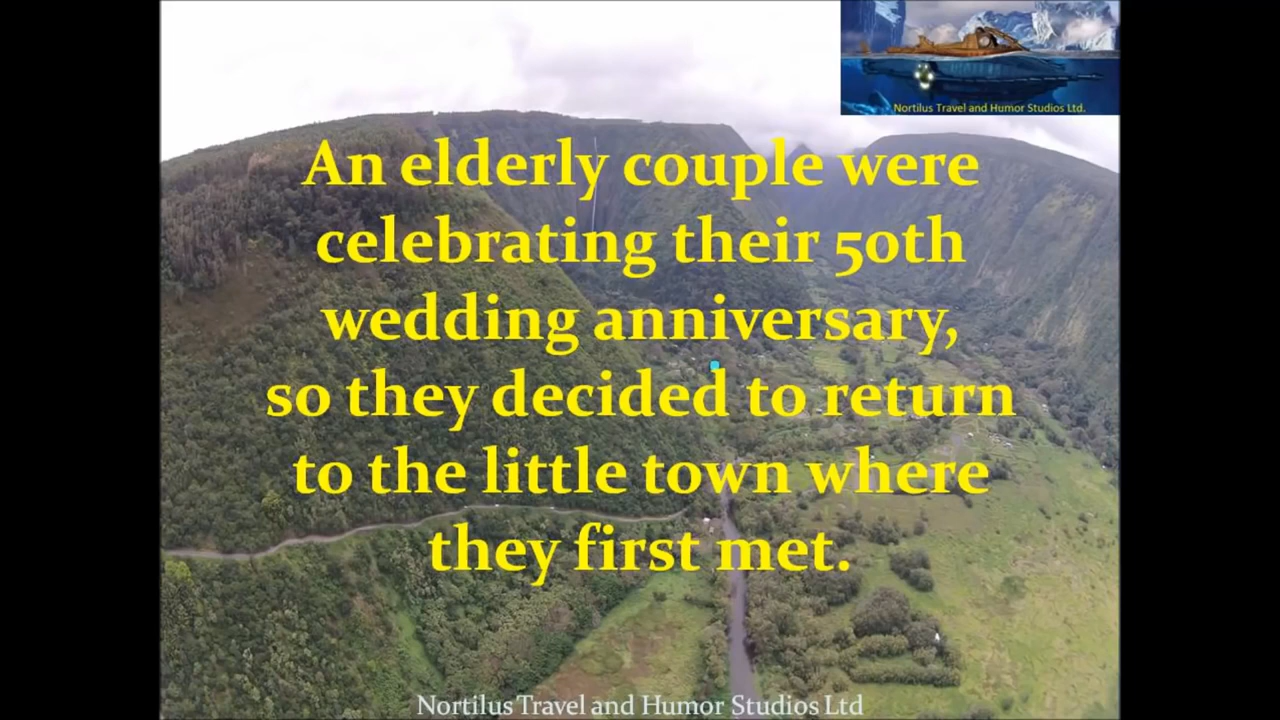 Nortilus Travel and Humor Studios Ltd.
An elderly couple were
celebrating their 50th
wedding anniversary,
so they decided to return
to the little town where
they first met.
Nortilus Travel and Humor Studios Ltd